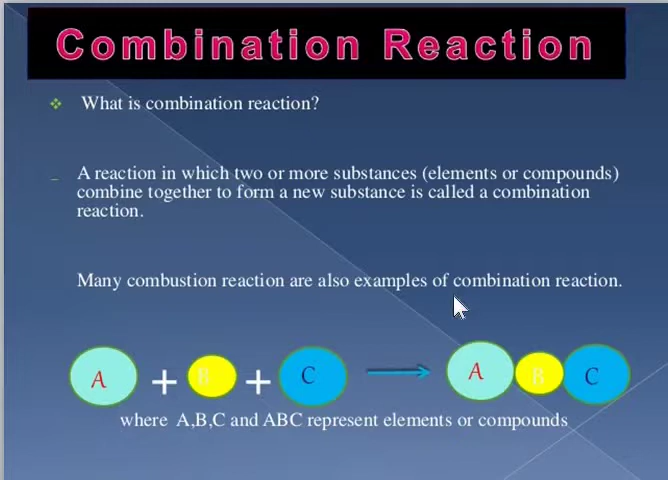 Combination Reaction
What is combination reaction?
A reaction in which two or more substances (elements or compounds)
combine together to form a new substance is called a combination
reaction.
Many combustion reaction are also examples of combination reaction.
A + B + C → A B C
where A,B,C and ABC represent elements or compounds